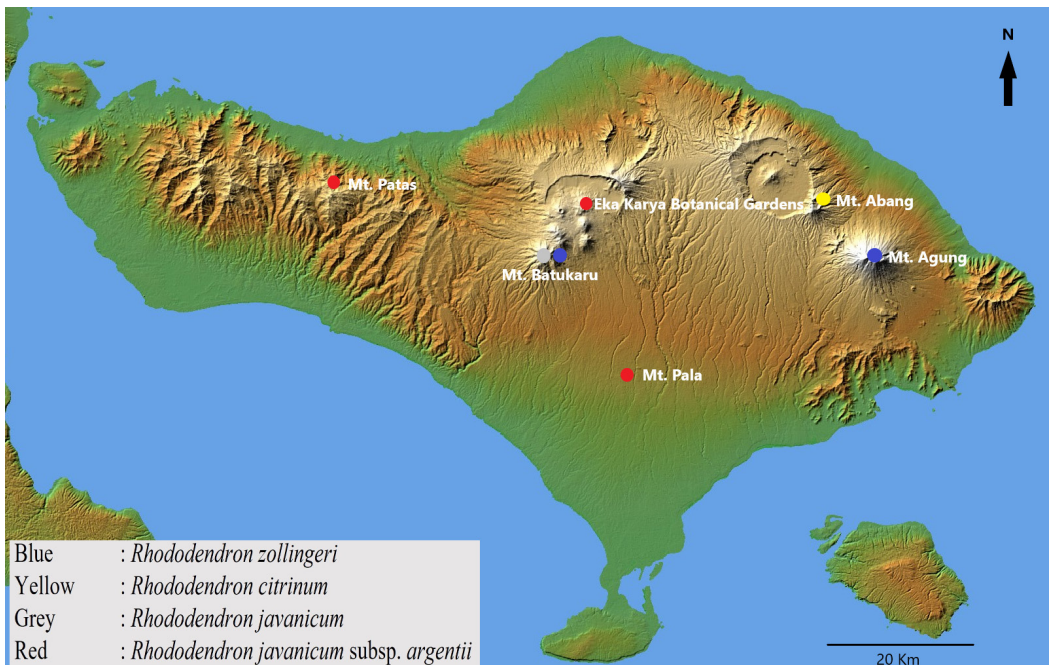 N
Mt. Patas
Eka Karya Botanical Gardens
Mt. Abang
Mt. Batukaru
Mt. Agung
Mt. Pala
Blue : Rhododendron zollingeri
Yellow : Rhododendron citrinum
Grey : Rhododendron javanicum
Red : Rhododendron javanicum subsp. argentii
20 Km